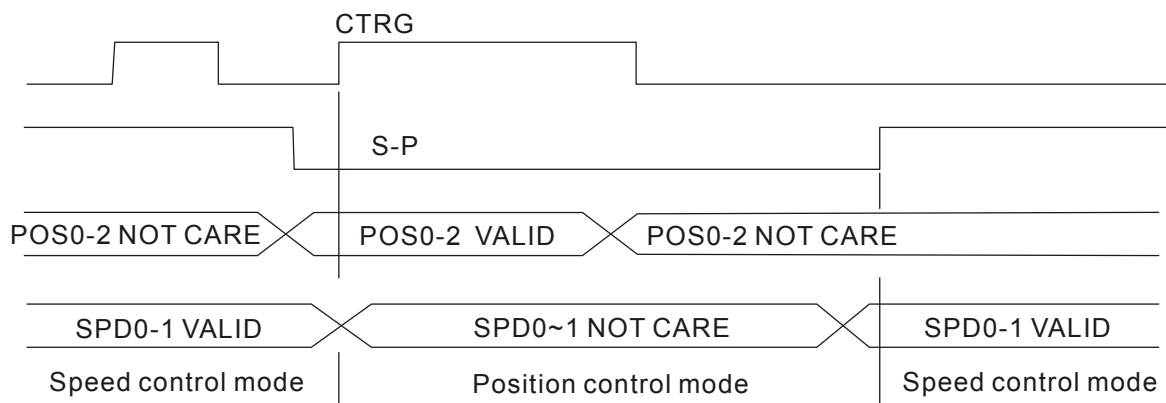 CTRG
S-P
POS0-2 NOT CARE POS0-2 VALID POS0-2 NOT CARE
SPD0-1 VALID SPD0~1 NOT CARE SPD0-1 VALID
Speed control mode Position control mode Speed control mode